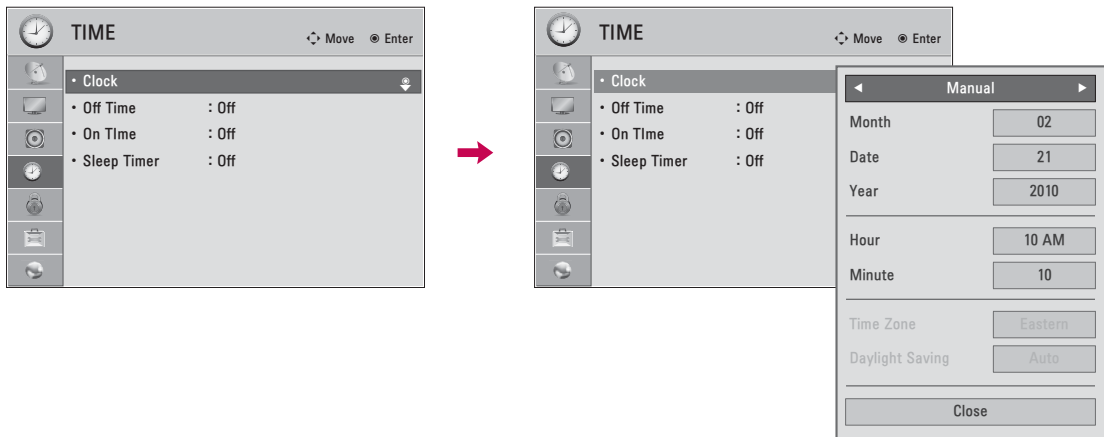 TIME
Move Enter
• Clock
• Off Time : Off
• On TIme : Off
• Sleep Timer : Off
TIME
Move Enter
• Clock
• Off Time : Off
• On TIme : Off
• Sleep Timer : Off
Manual
Month 02
Date 21
Year 2010
Hour 10 AM
Minute 10
Time Zone Eastern
Daylight Saving Auto
Close